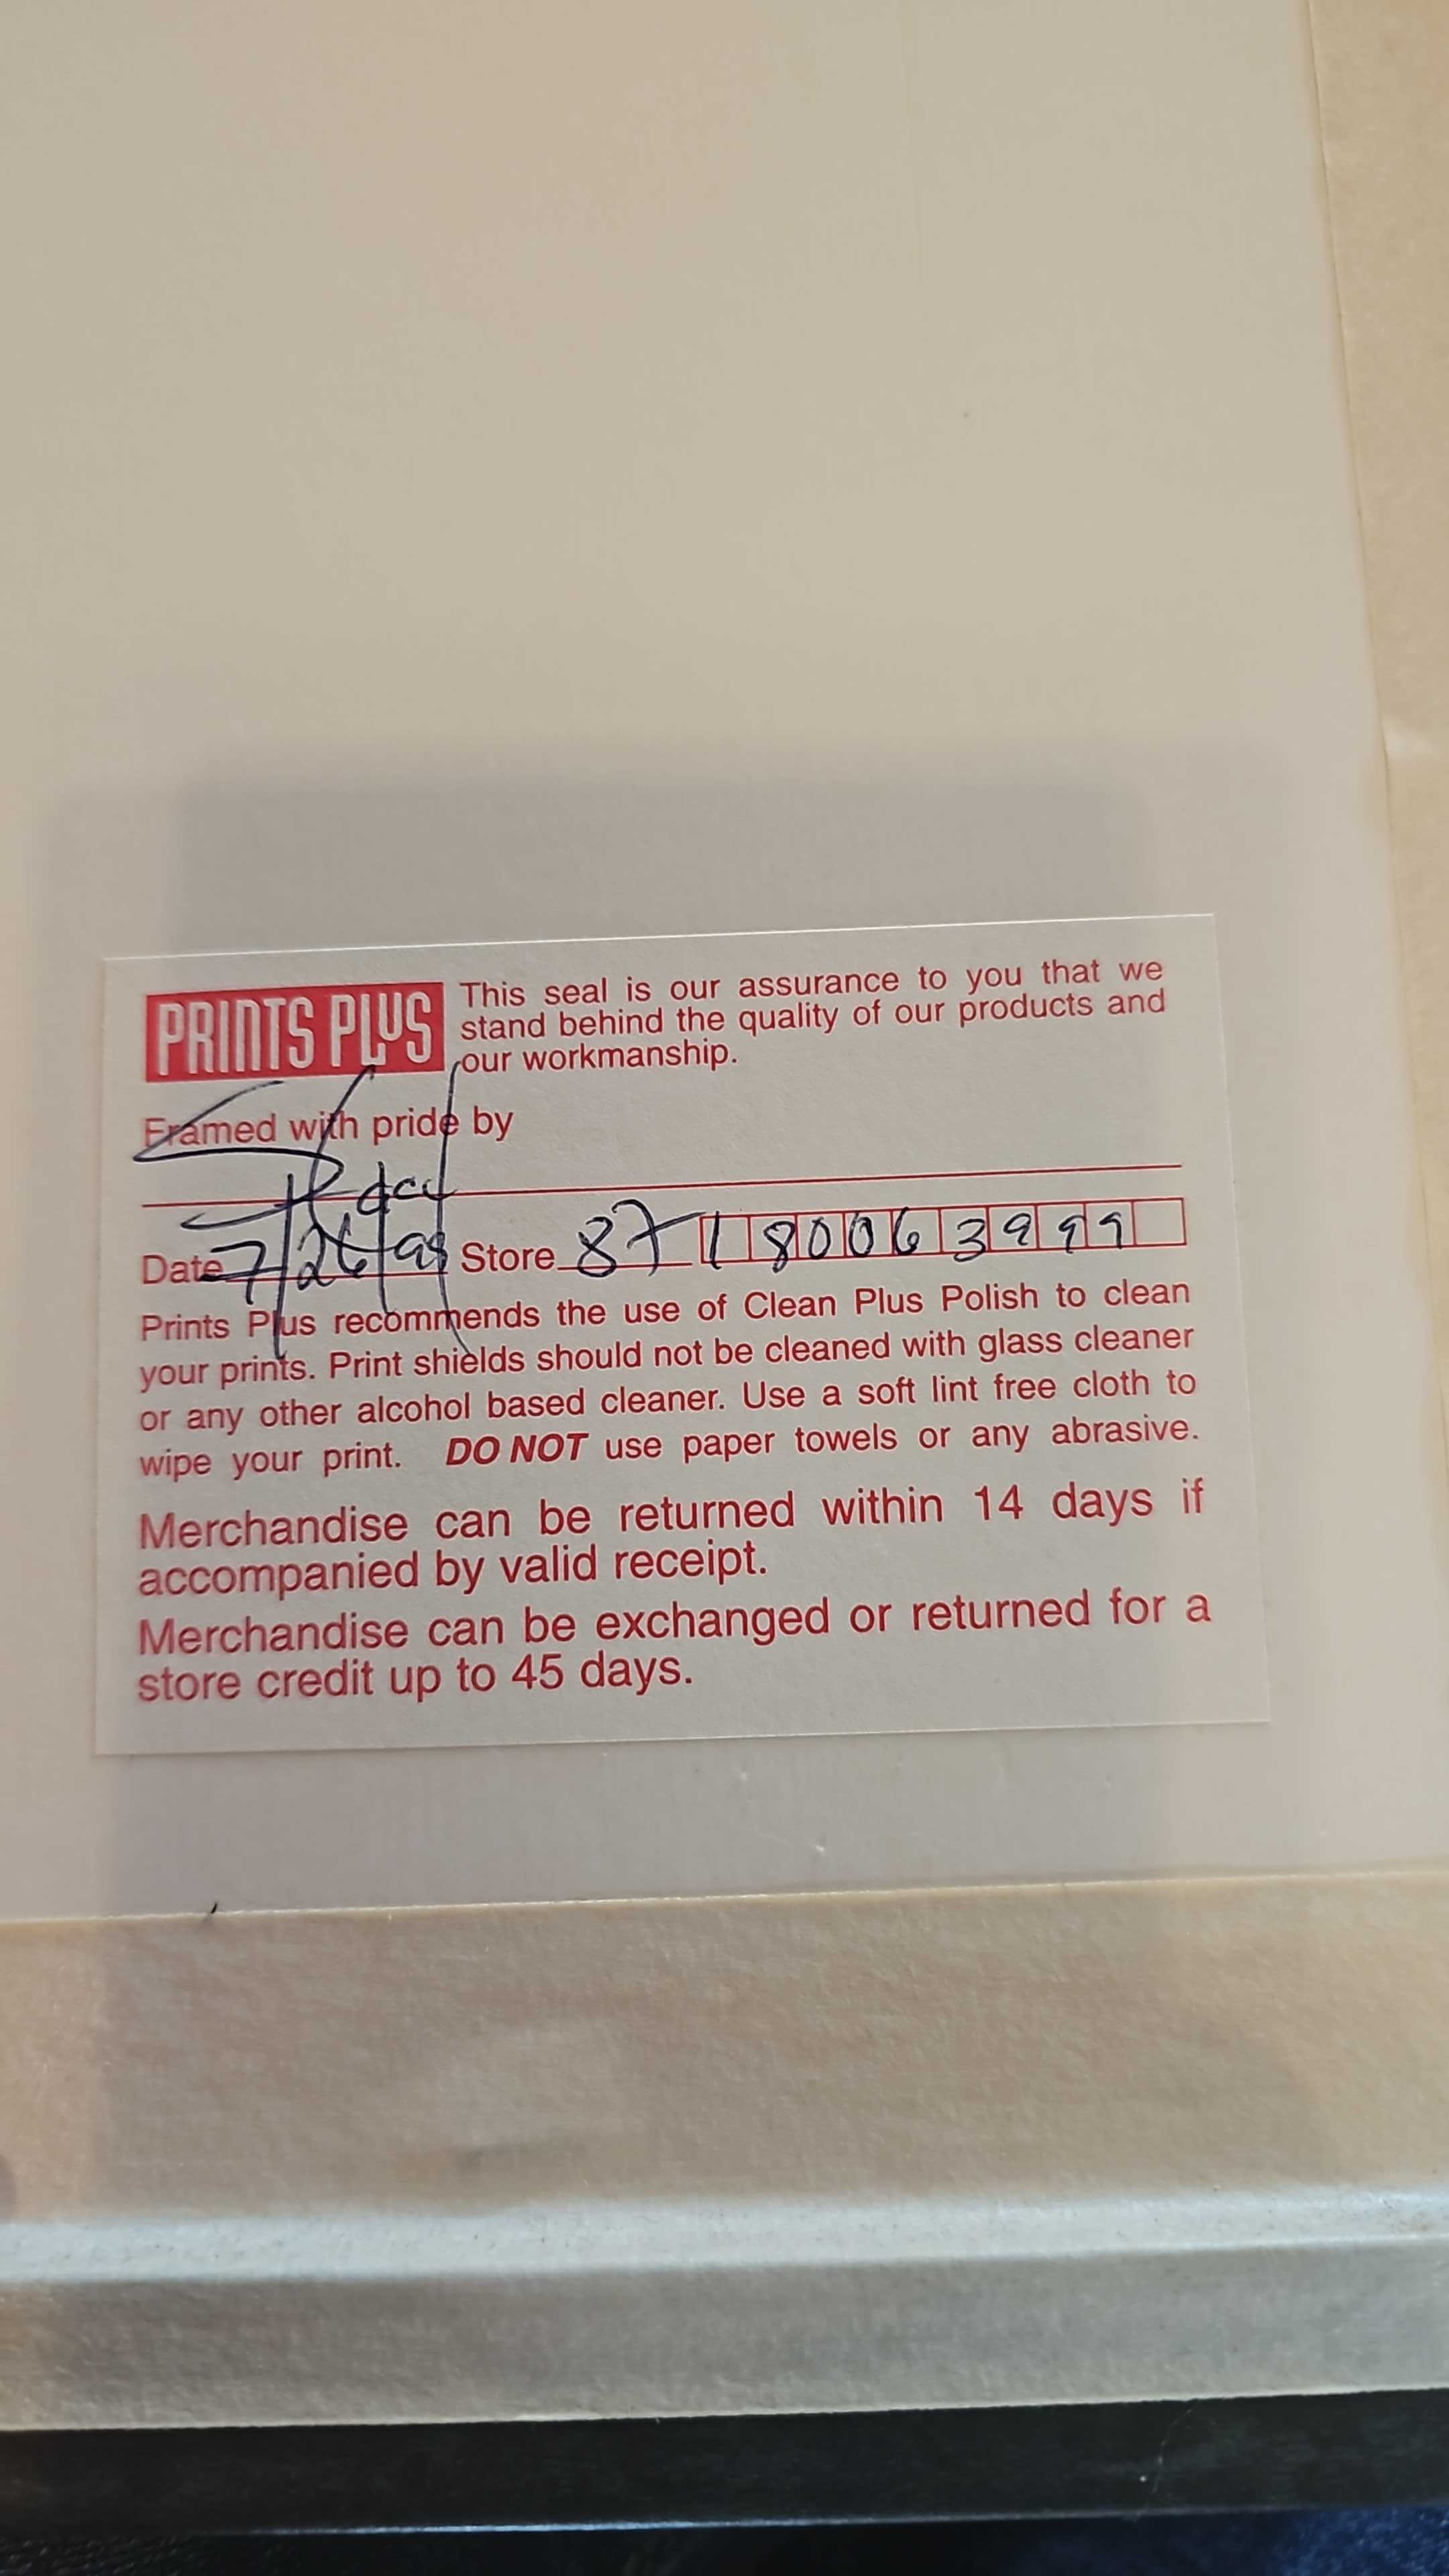 PRINTS PLUS
This seal is our assurance to you that we
stand behind the quality of our products and
our workmanship.
Framed with pride by
Date 7/26/98 Store 87 1 8006 3999
Prints Plus recommends the use of Clean Plus Polish to clean
your prints. Print shields should not be cleaned with glass cleaner
or any other alcohol based cleaner. Use a soft lint free cloth to
wipe your print. DO NOT use paper towels or any abrasive.
Merchandise can be returned within 14 days if
accompanied by valid receipt.
Merchandise can be exchanged or returned for a
store credit up to 45 days.